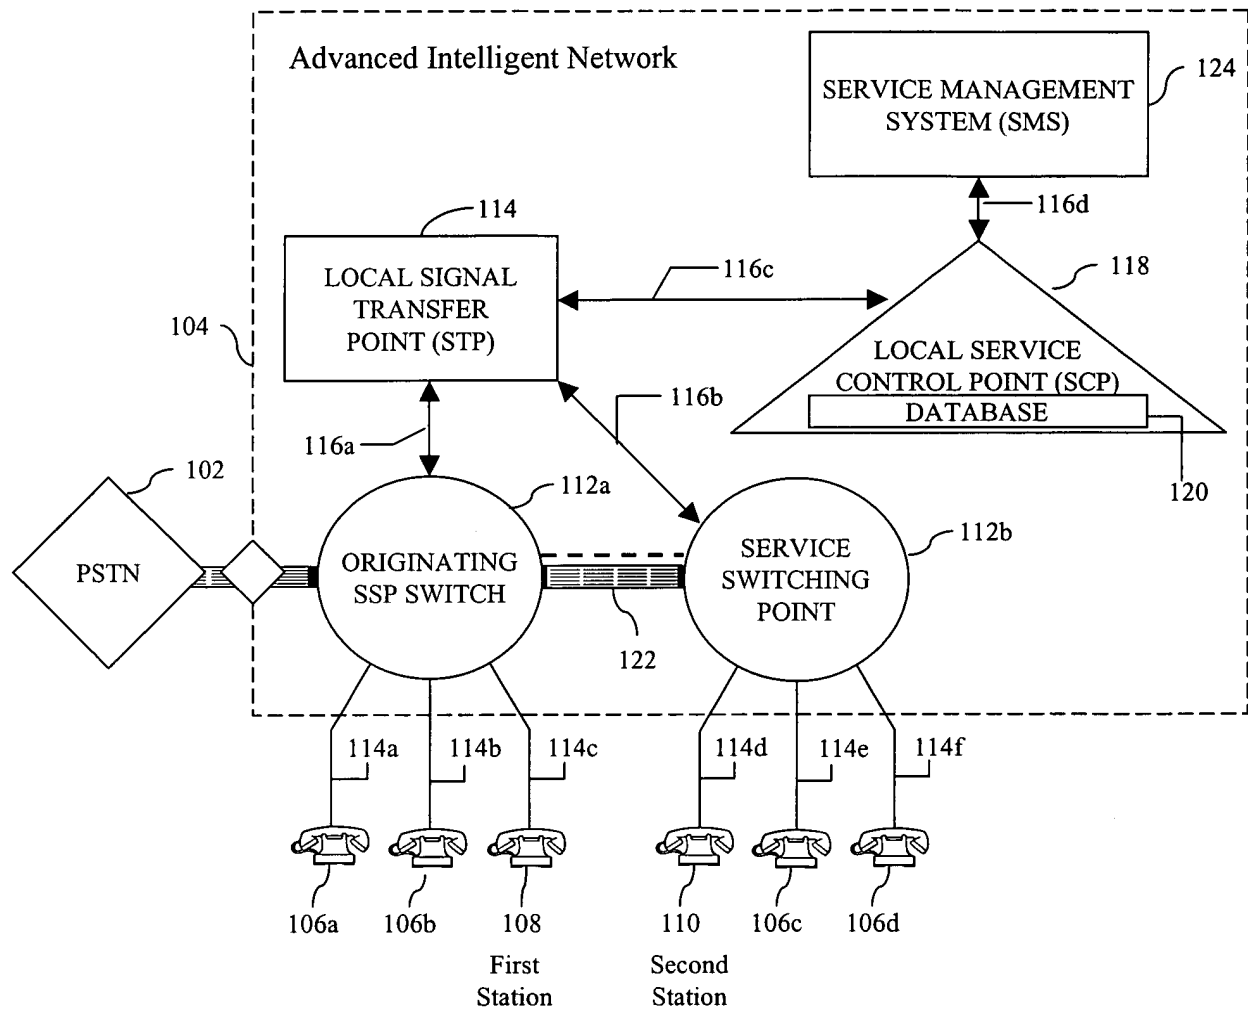 Advanced Intelligent Network
SERVICE MANAGEMENT
SYSTEM (SMS)
124
116d
114
LOCAL SIGNAL
TRANSFER
POINT (STP)
116c
118
104
LOCAL SERVICE
CONTROL POINT (SCP)
DATABASE
120
116a
116b
102
PSTN
112a
ORIGINATING
SSP SWITCH
122
SERVICE
SWITCHING
POINT
112b
114a
114b
114c
114d
114e
114f
106a
106b
108
110
106c
106d
First
Station
Second
Station